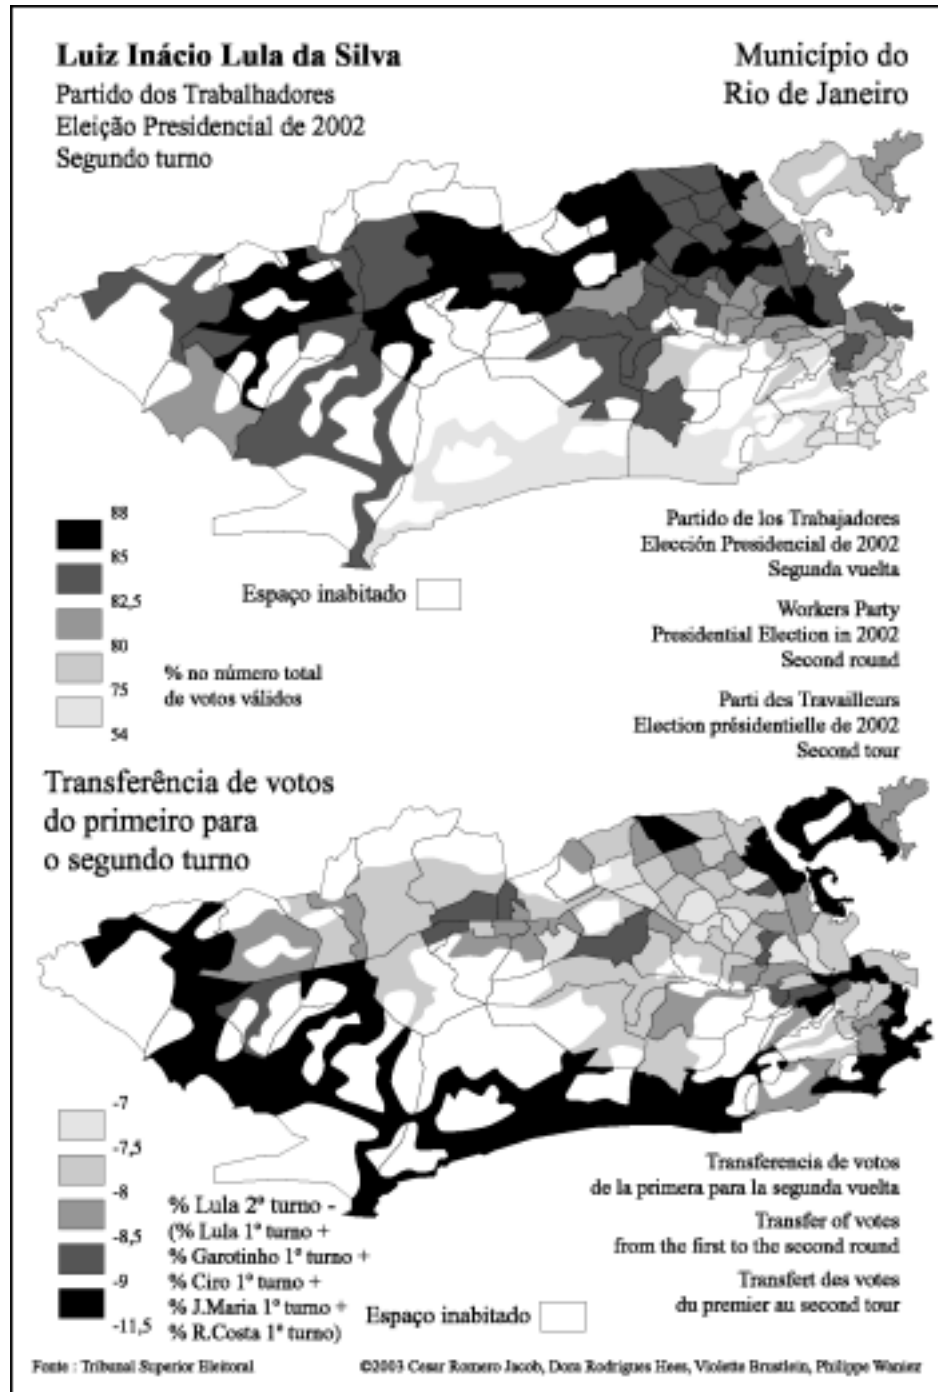 Luiz Inácio Lula da Silva
Partido dos Trabalhadores
Eleição Presidencial de 2002
Segundo turno
Município do
Rio de Janeiro
88
85
82,5
80
75
54
% no número total
de votos válidos
Espaço inabitado
Partido de los Trabajadores
Elección Presidencial de 2002
Segunda vuelta
Workers Party
Presidential Election in 2002
Second round
Parti des Travailleurs
Election présidentielle de 2002
Second tour
Transferência de votos
do primeiro para
o segundo turno
-7
-7,5
-8
-8,5
-9
-11,5
% Lula 2º turno -
(% Lula 1º turno +
% Garotinho 1º turno +
% Ciro 1º turno +
% J.Maria 1º turno +
% R.Costa 1º turno)
Espaço inabitado
Transferencia de votos
de la primera para la segunda vuelta
Transfer of votes
from the first to the second round
Transfert des votes
du premier au second tour
Fonte : Tribunal Superior Eleitoral
©2003 Cesar Romero Jacob, Dora Rodrigues Hees, Violette Brustlein, Philippe Waniez